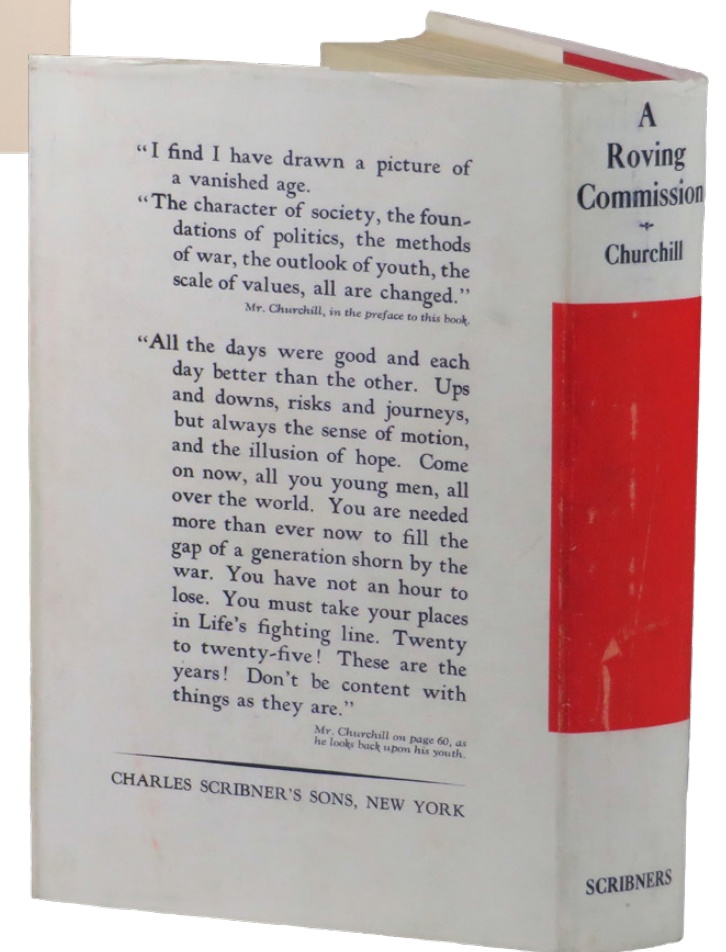 “I find I have drawn a picture of
a vanished age.
“The character of society, the foun-
dations of politics, the methods
of war, the outlook of youth, the
scale of values, all are changed.”
Mr. Churchill, in the preface to this book.
“All the days were good and each
day better than the other. Ups
and downs, risks and journeys,
but always the sense of motion,
and the illusion of hope. Come
on now, all you young men, all
over the world. You are needed
more than ever now to fill the
gap of a generation shorn by the
war. You have not an hour to
lose. You must take your places
in Life's fighting line. Twenty
to twenty-five! These are the
years! Don't be content with
things as they are.”
Mr. Churchill on page 60, as
he looks back upon his youth.
CHARLES SCRIBNER'S SONS, NEW YORK
A
Roving
Commission
Churchill
SCRIBNERS